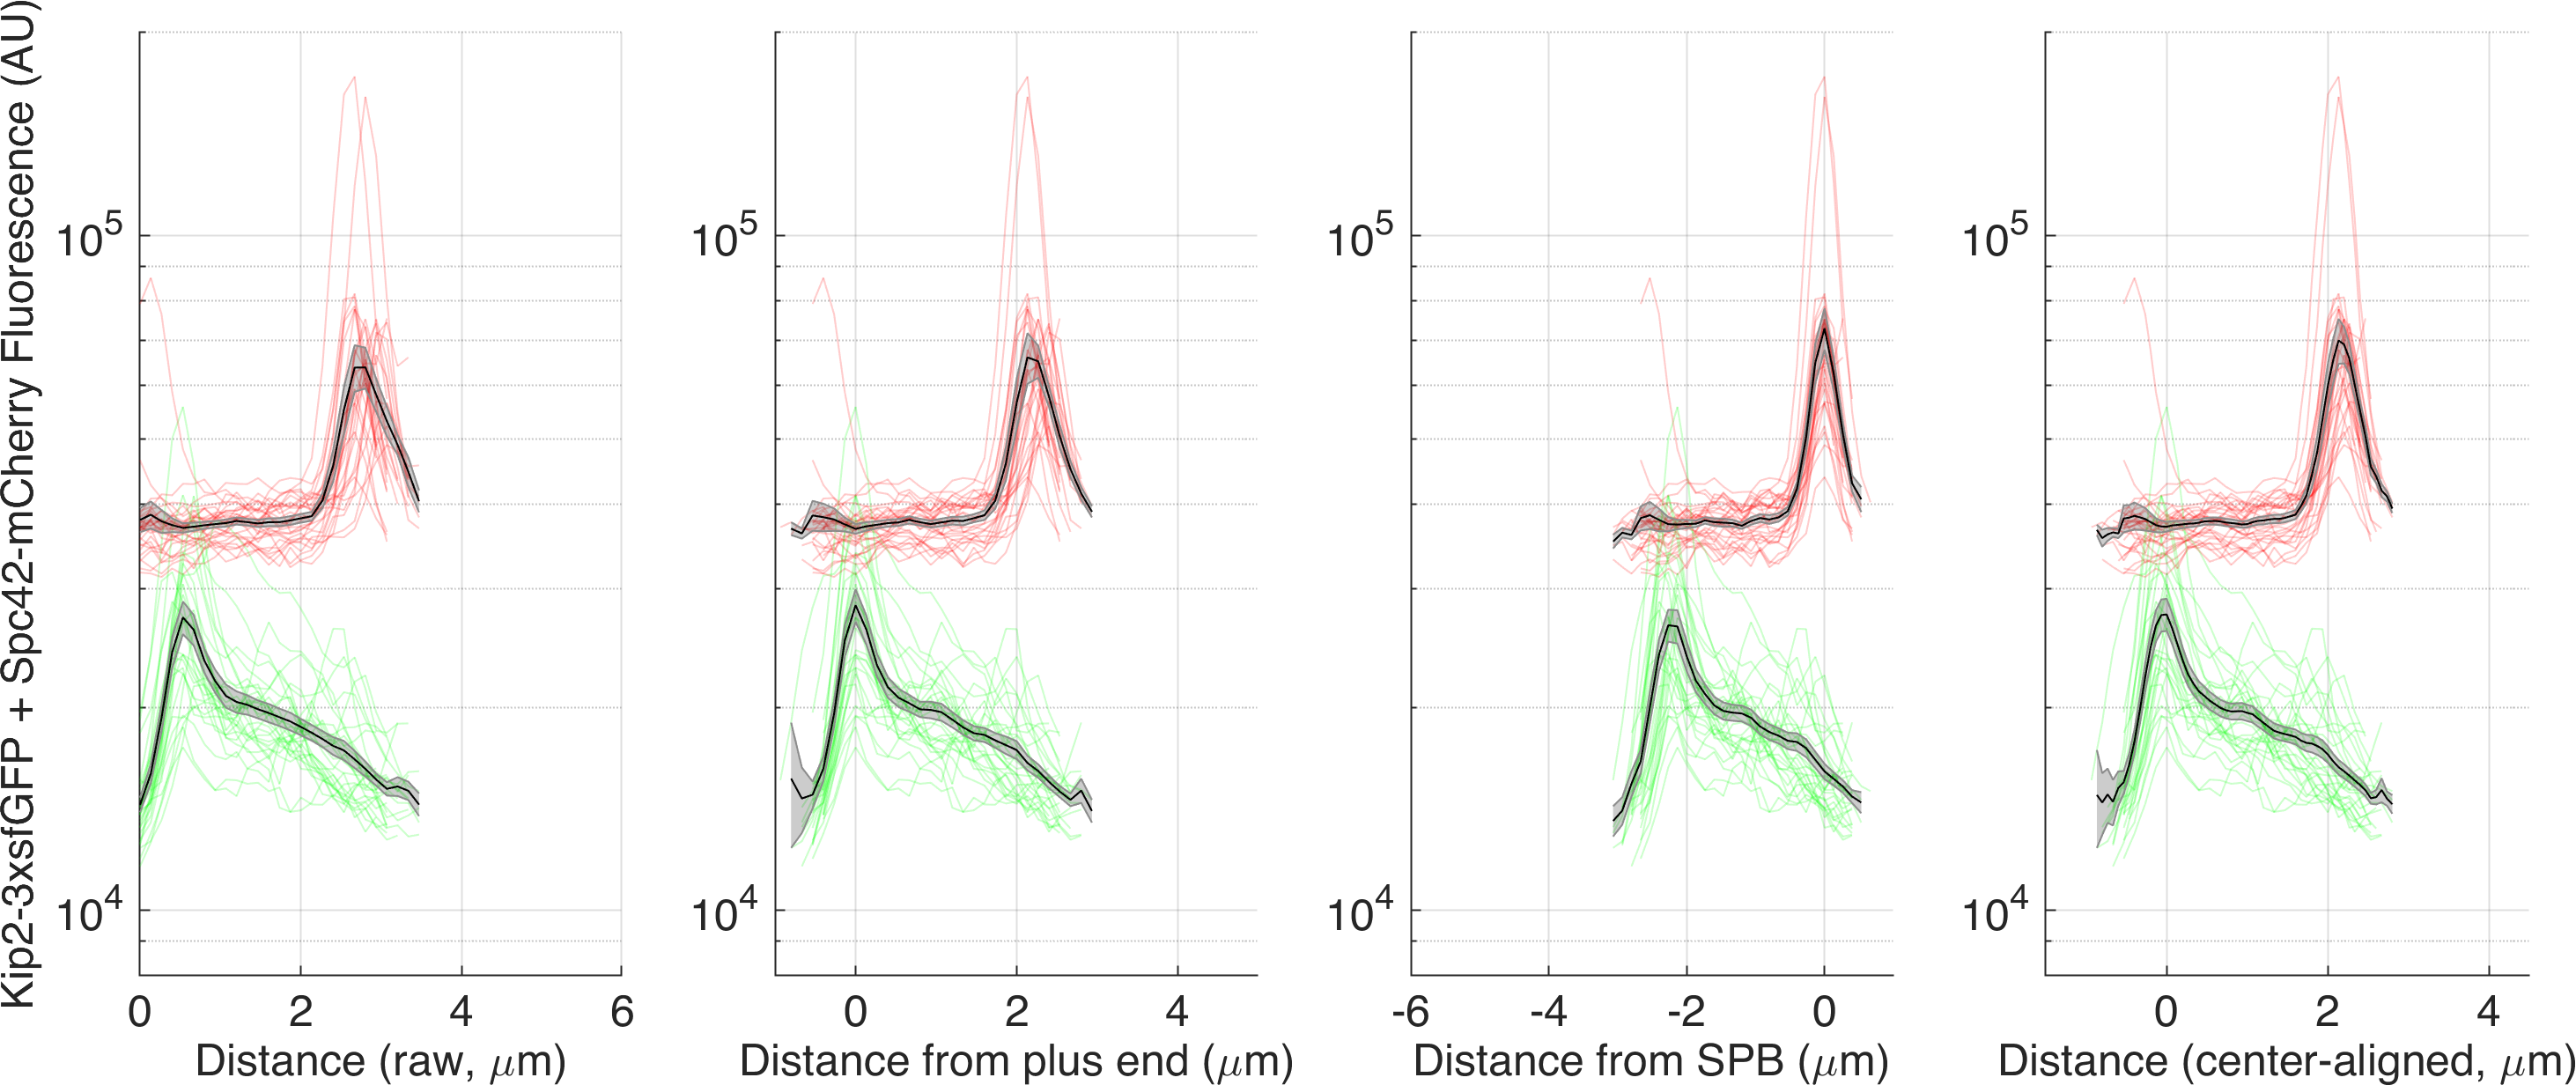 Kip2-3xsfGFP + Spc42-mCherry Fluorescence (AU)
10^5
10^4
0 2 4 6
Distance (raw, μm)
10^5
10^4
0 2 4
Distance from plus end (μm)
10^5
10^4
-6 -4 -2 0
Distance from SPB (μm)
10^5
10^4
0 2 4
Distance (center-aligned, μm)